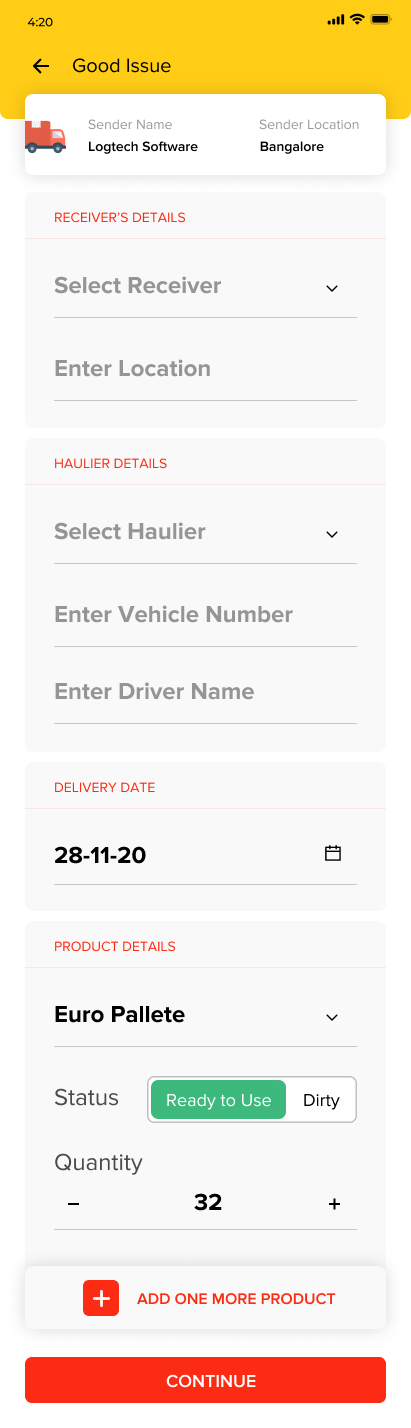 4:20
Good Issue
Sender Name
Sender Location
Logtech Software
Bangalore
RECEIVER'S DETAILS
Select Receiver
Enter Location
HAULIER DETAILS
Select Haulier
Enter Vehicle Number
Enter Driver Name
DELIVERY DATE
28-11-20
PRODUCT DETAILS
Euro Pallete
Status
Ready to Use
Dirty
Quantity
− 32 +
ADD ONE MORE PRODUCT
CONTINUE